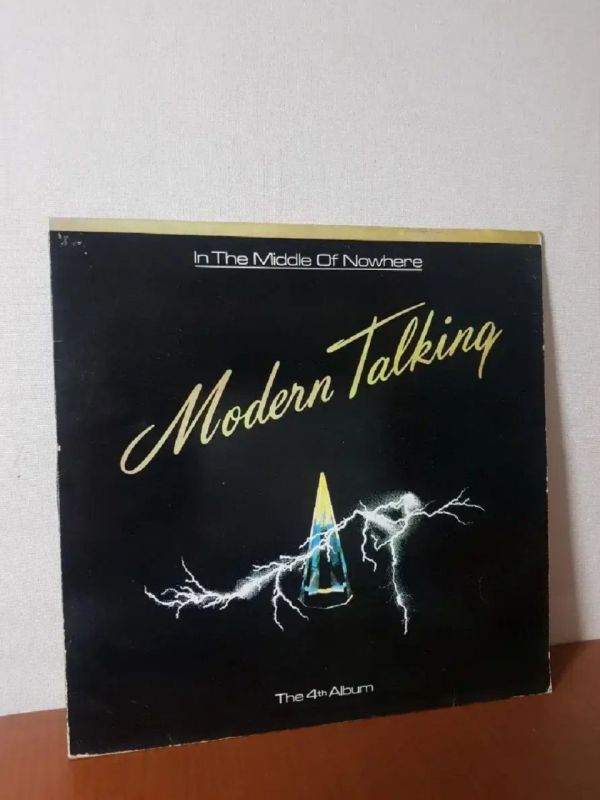 In The Middle Of Nowhere
Modern Talking
The 4th Album